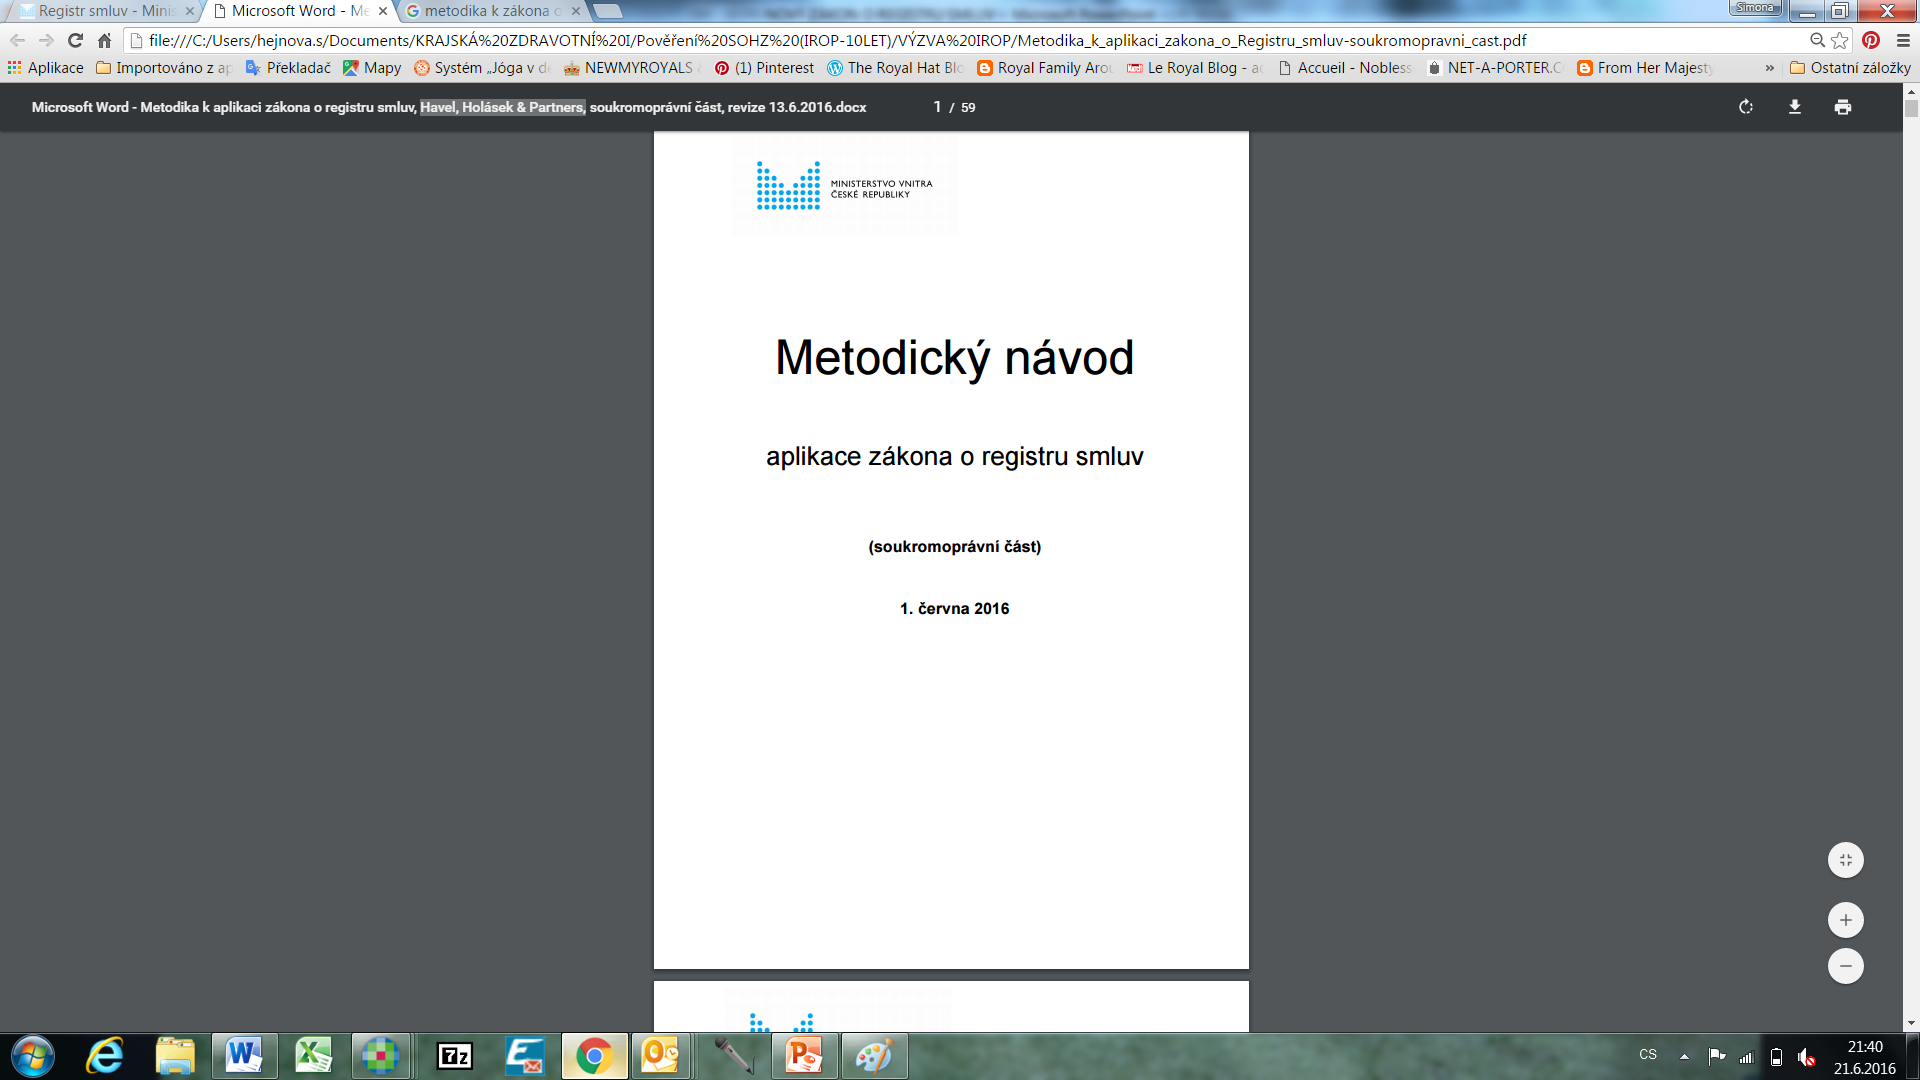 Registr smluv - Minis
Microsoft Word - Me
metodika k zákona o
Simona
file:///C:/Users/hejnova.s/Documents/KRAJSKÁ%20ZDRAVOTNÍ%20I/Pověření%20SOHZ%20(IROP-10LET)/VÝZVA%20IROP/Metodika_k_aplikaci_zakona_o_Registru_smluv-soukromopravni_cast.pdf
Aplikace Importováno z ap Překladač Mapy Systém „Jóga v de NEWMYROYALS & (1) Pinterest The Royal Hat Blo Royal Family Arou Le Royal Blog - ac Accueil - Nobless NET-A-PORTER.C From Her Majesty » Ostatní záložky
Microsoft Word - Metodika k aplikaci zákona o registru smluv, Havel, Holásek & Partners, soukromoprávní část, revize 13.6.2016.docx 1 / 59
MINISTERSTVO VNITRA
ČESKÉ REPUBLIKY
Metodický návod
aplikace zákona o registru smluv
(soukromoprávní část)
1. června 2016
7z
CS
21:40
21.6.2016